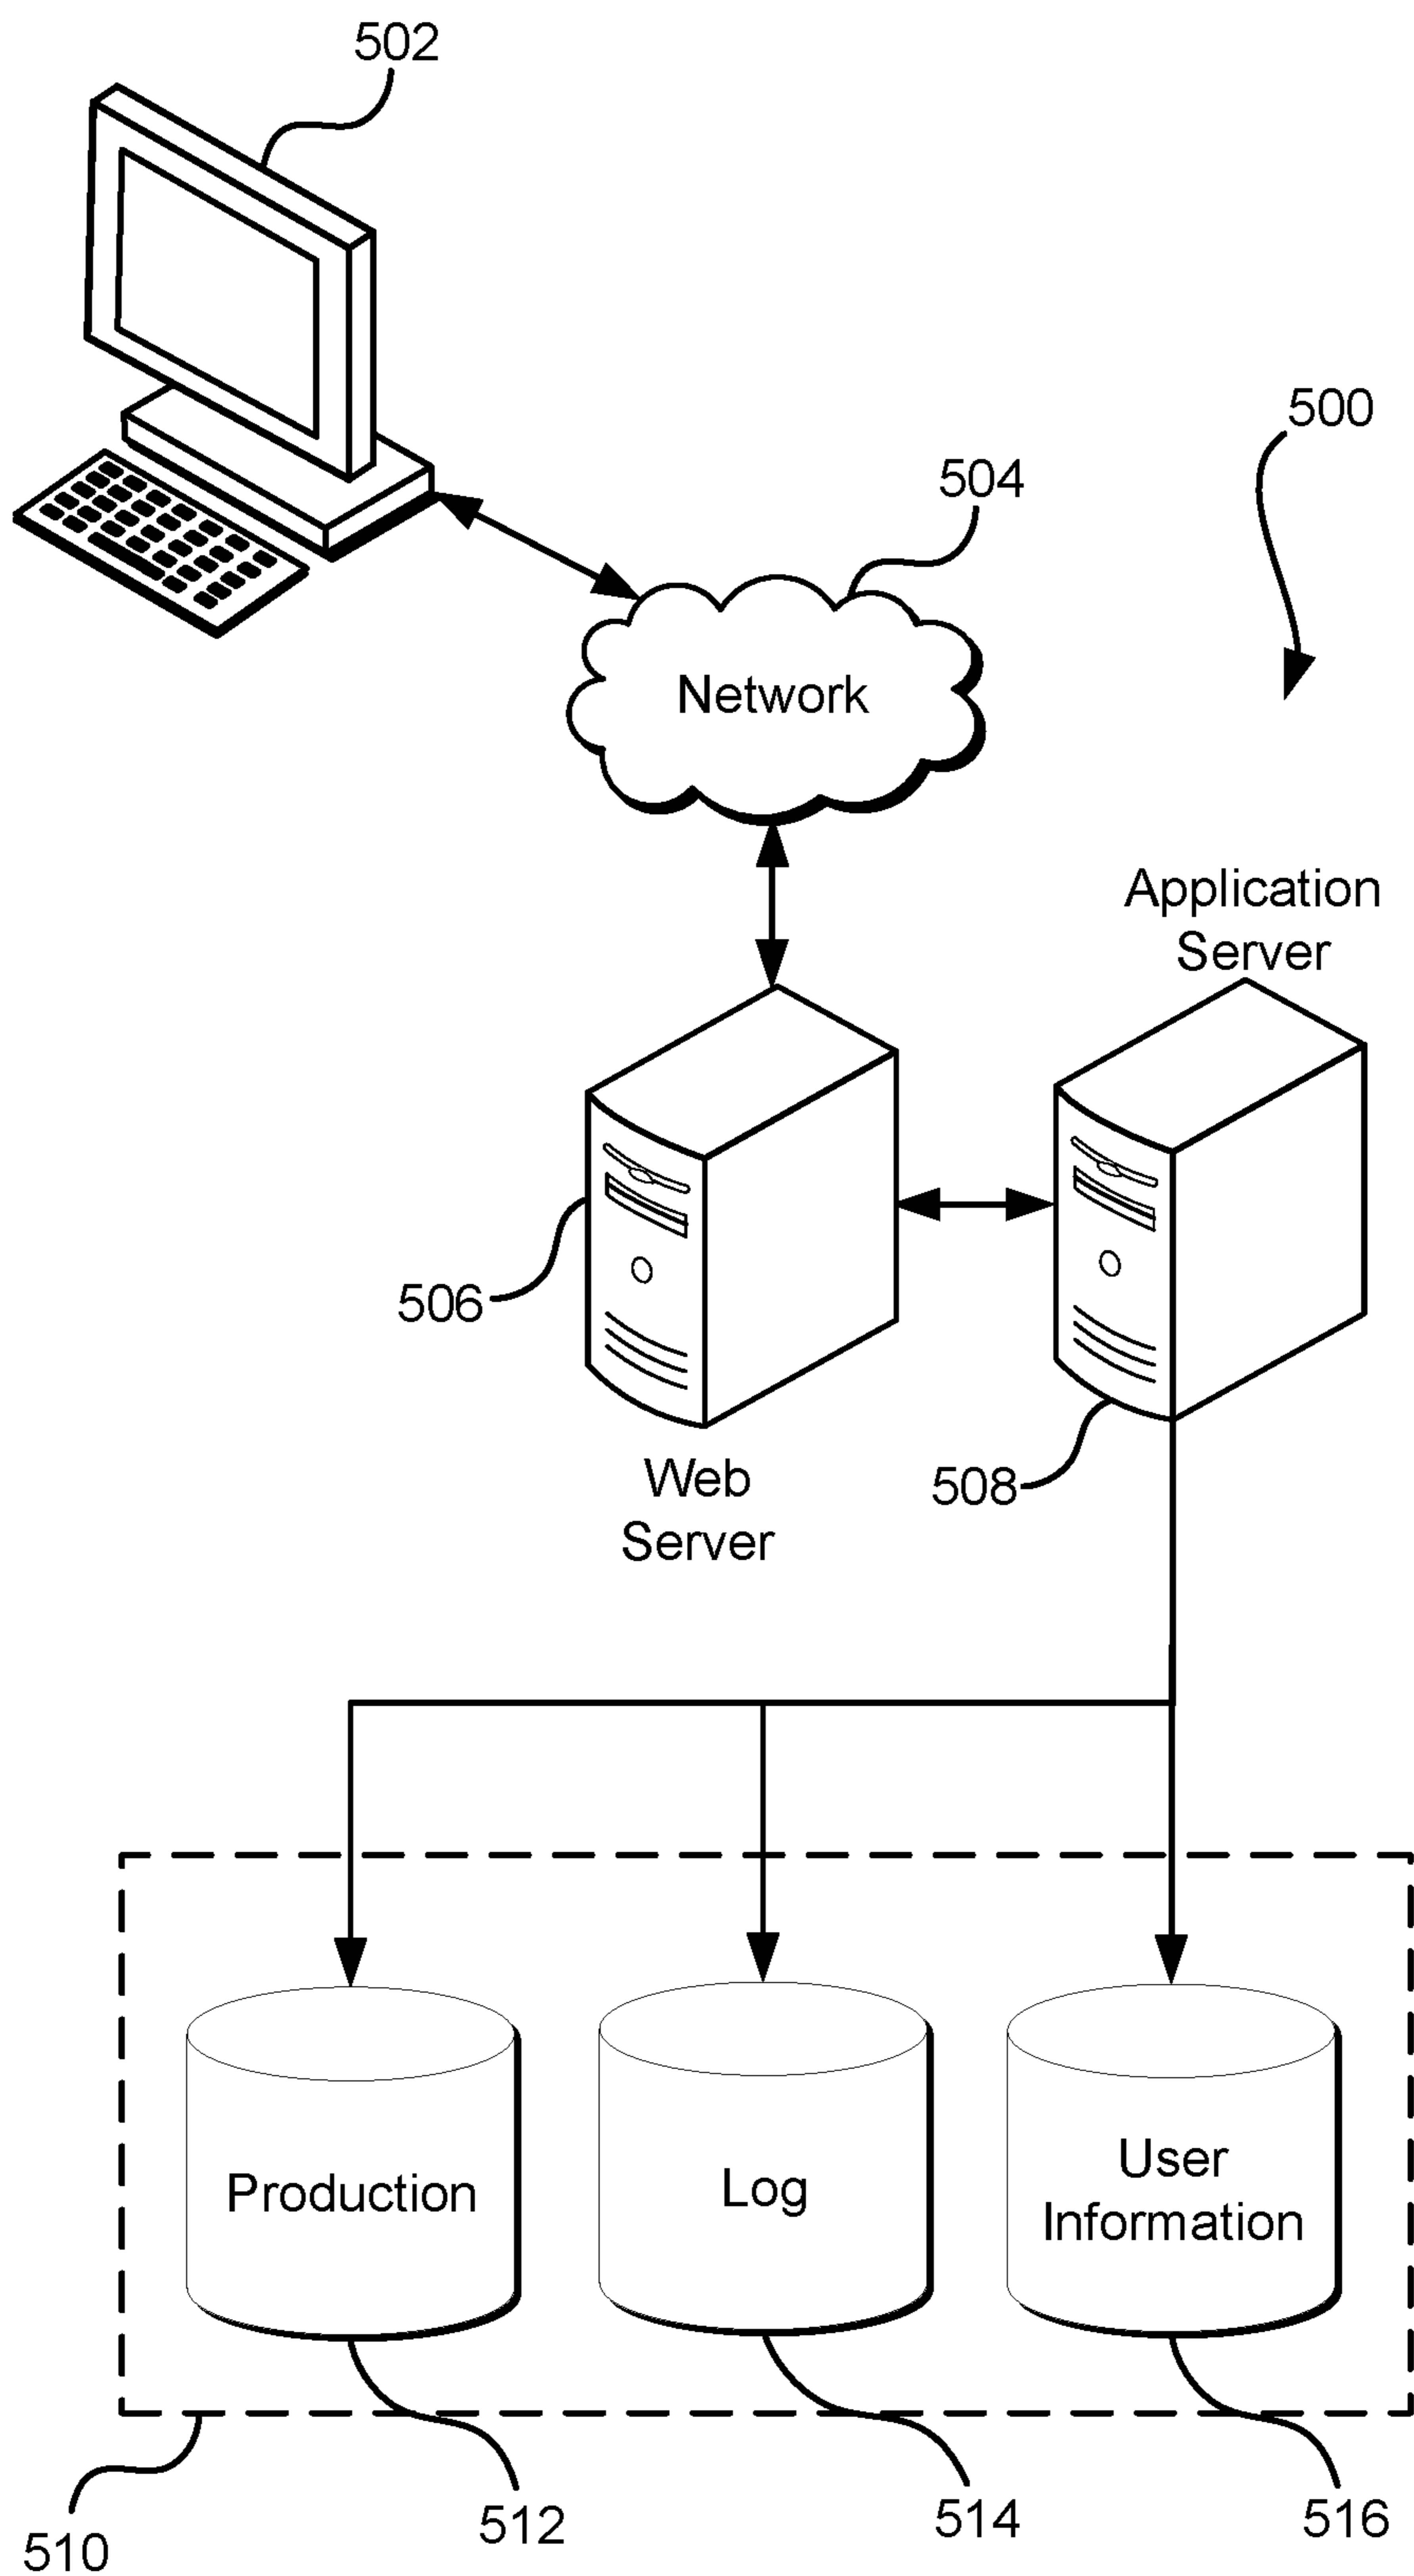 502
500
504
Network
Application
Server
506
508
Web
Server
Production
Log
User
Information
510
512
514
516